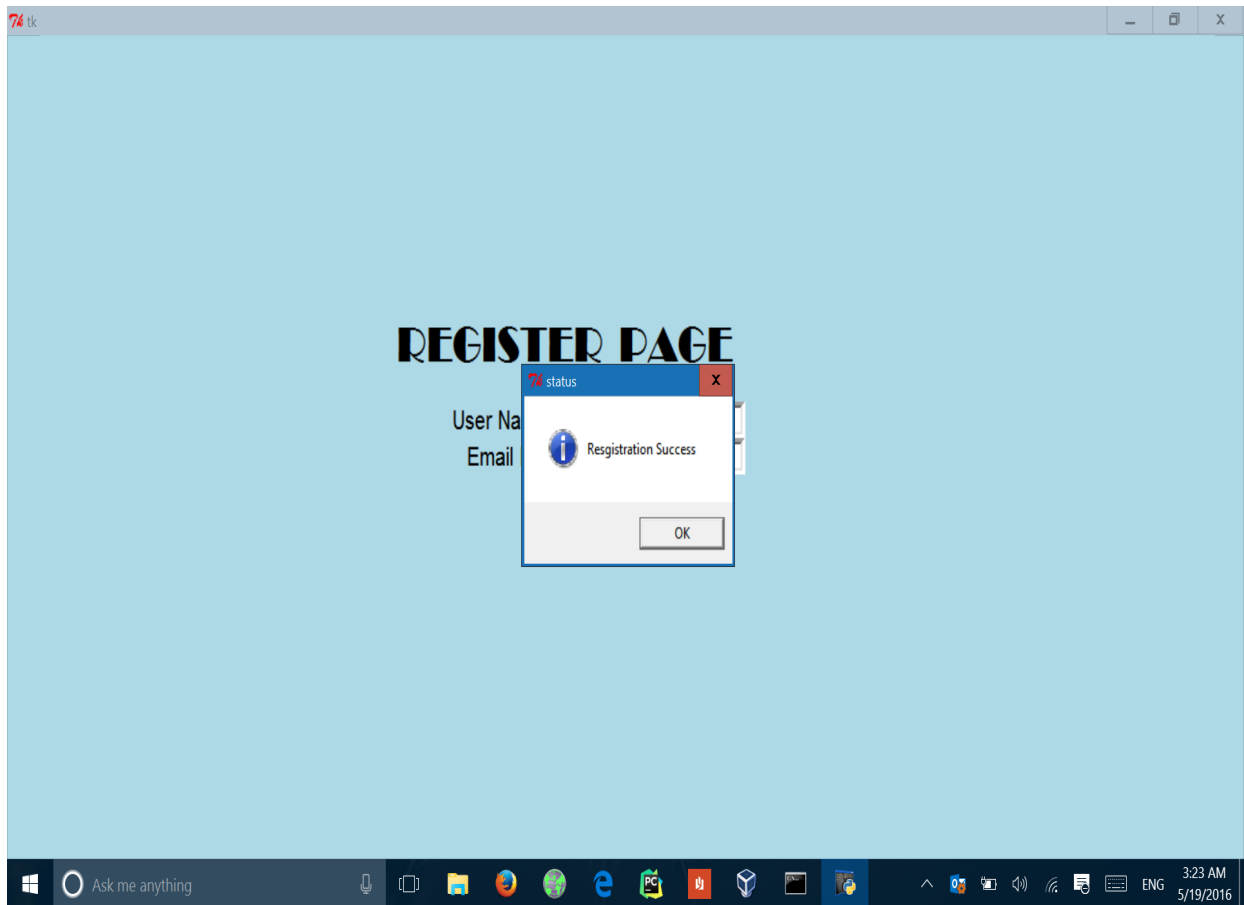 tk
REGISTER PAGE
status
User Na
Resgistration Success
Email
OK
Ask me anything
ENG
3:23 AM
5/19/2016